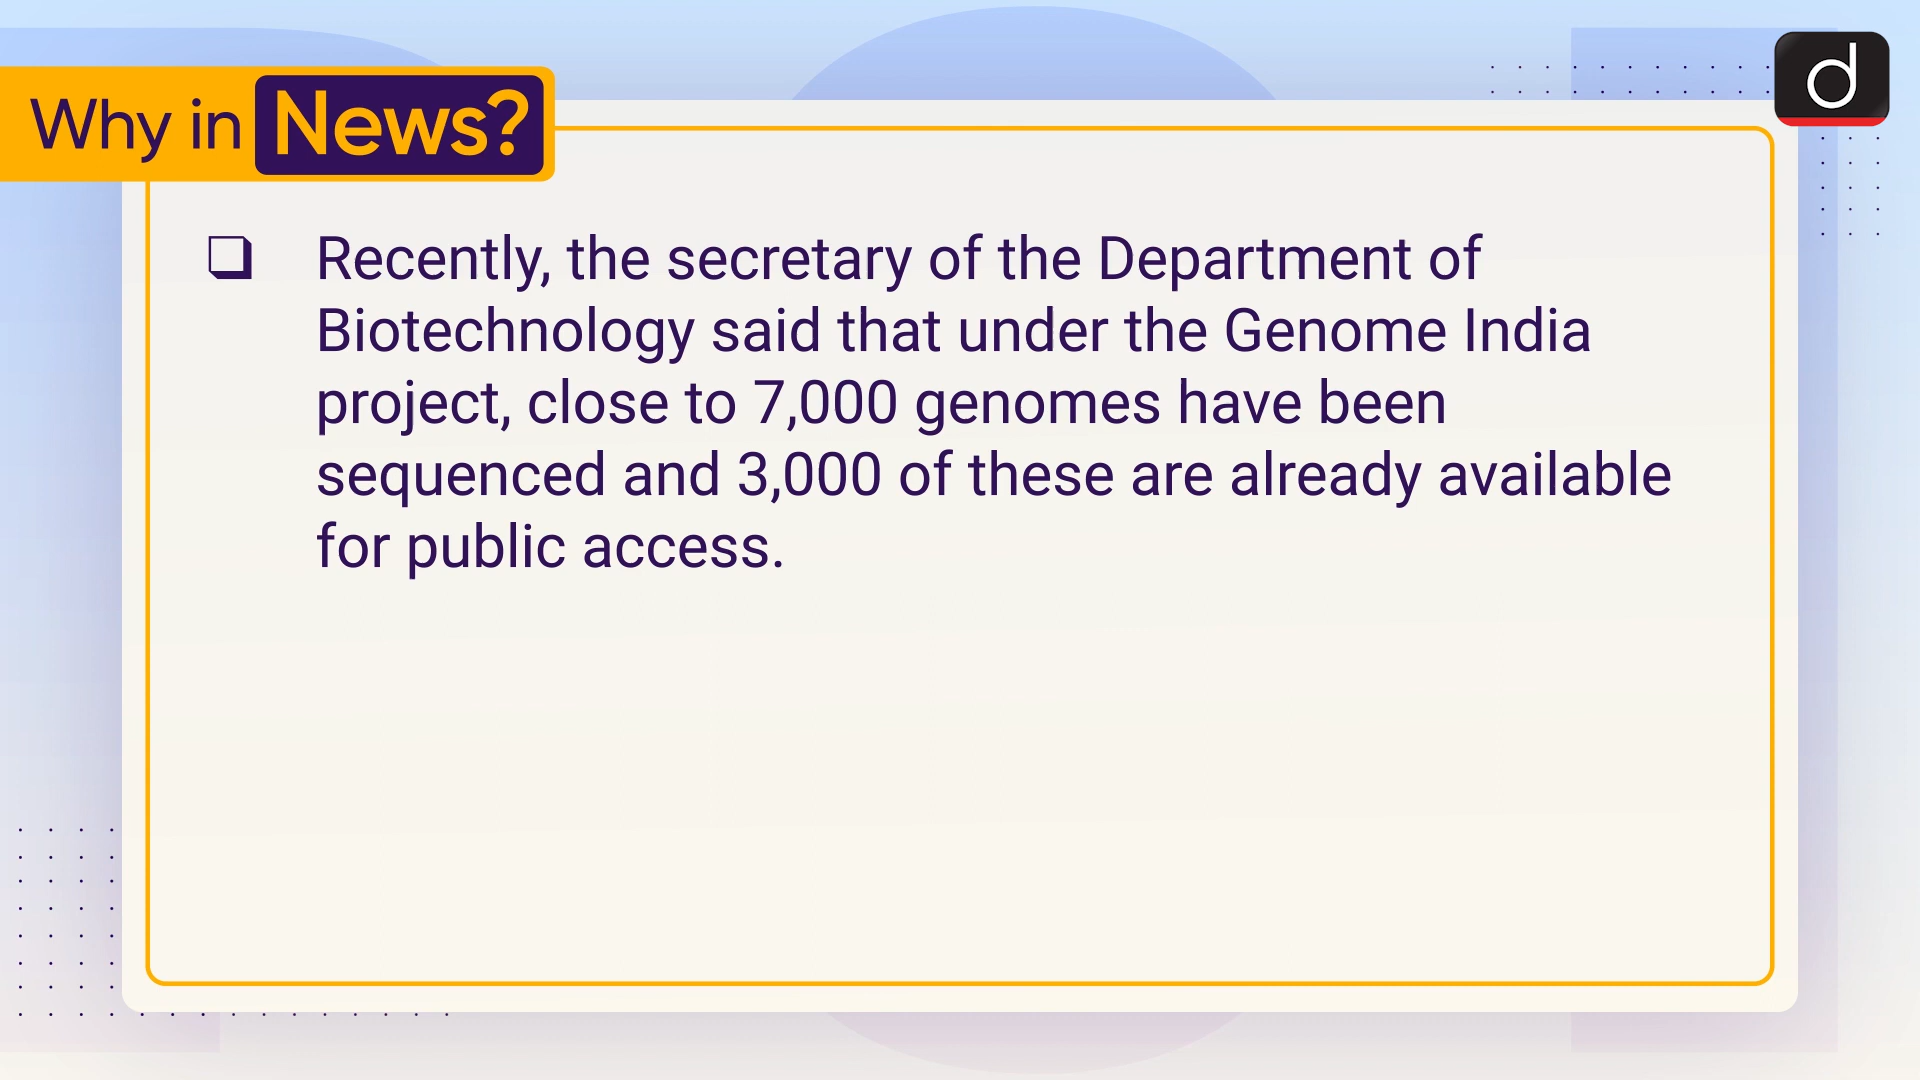 Why in News?
❑ Recently, the secretary of the Department of
Biotechnology said that under the Genome India
project, close to 7,000 genomes have been
sequenced and 3,000 of these are already available
for public access.
d